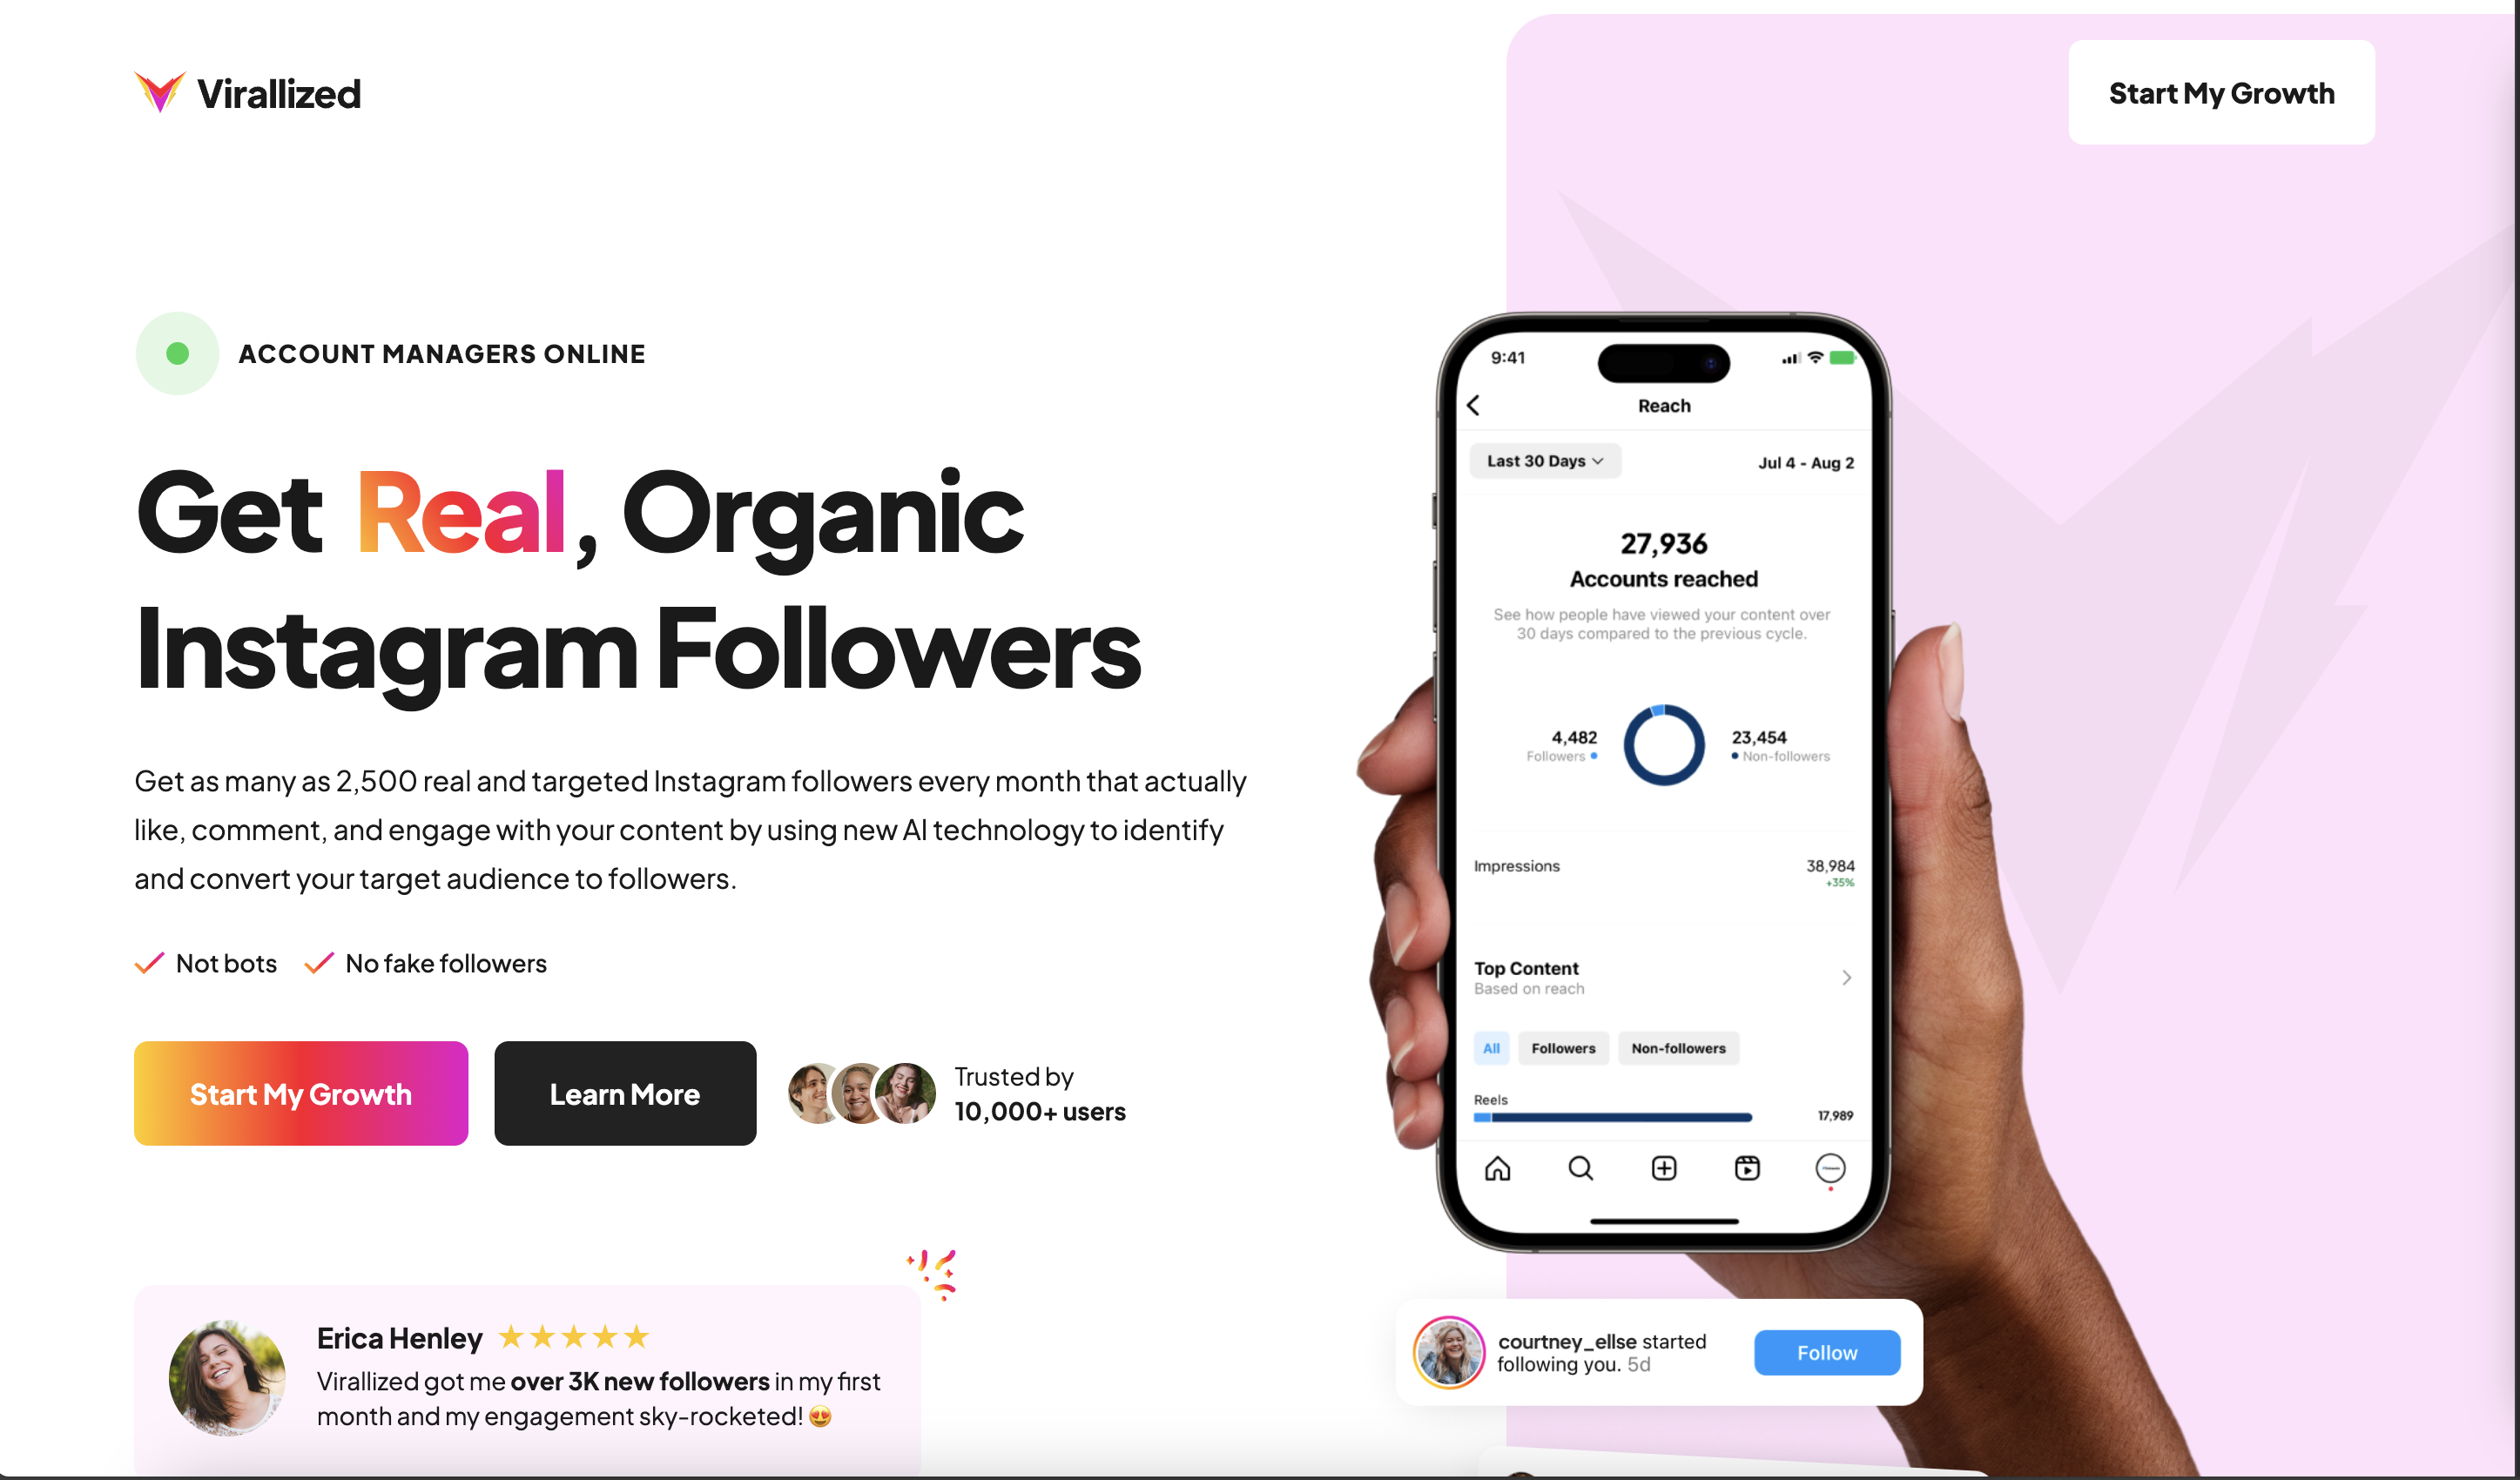 Virallized
Start My Growth
ACCOUNT MANAGERS ONLINE
Get Real, Organic
Instagram Followers
Get as many as 2,500 real and targeted Instagram followers every month that actually
like, comment, and engage with your content by using new AI technology to identify
and convert your target audience to followers.
Not bots
No fake followers
Start My Growth
Learn More
Trusted by
10,000+ users
Erica Henley
Virallized got me over 3K new followers in my first
month and my engagement sky-rocketed! 😍
9:41
Reach
Last 30 Days
Jul 4 - Aug 2
27,936
Accounts reached
See how people have viewed your content over
30 days compared to the previous cycle.
4,482
Followers
23,454
Non-followers
Impressions
38,984
+35%
Top Content
Based on reach
All
Followers
Non-followers
Reels
17,989
courtney_ellse started
following you. 5d
Follow